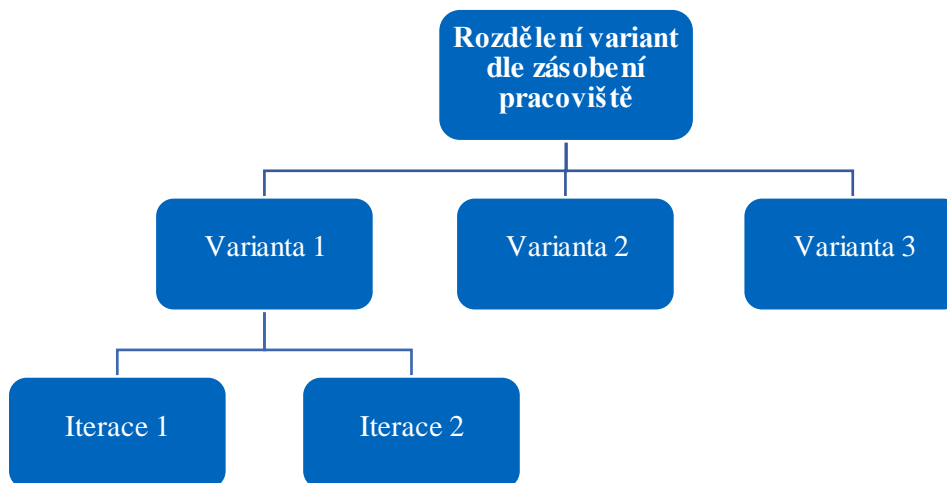 Rozdělení variant
dle zásobení
pracoviště
Varianta 1
Varianta 2
Varianta 3
Iterace 1
Iterace 2